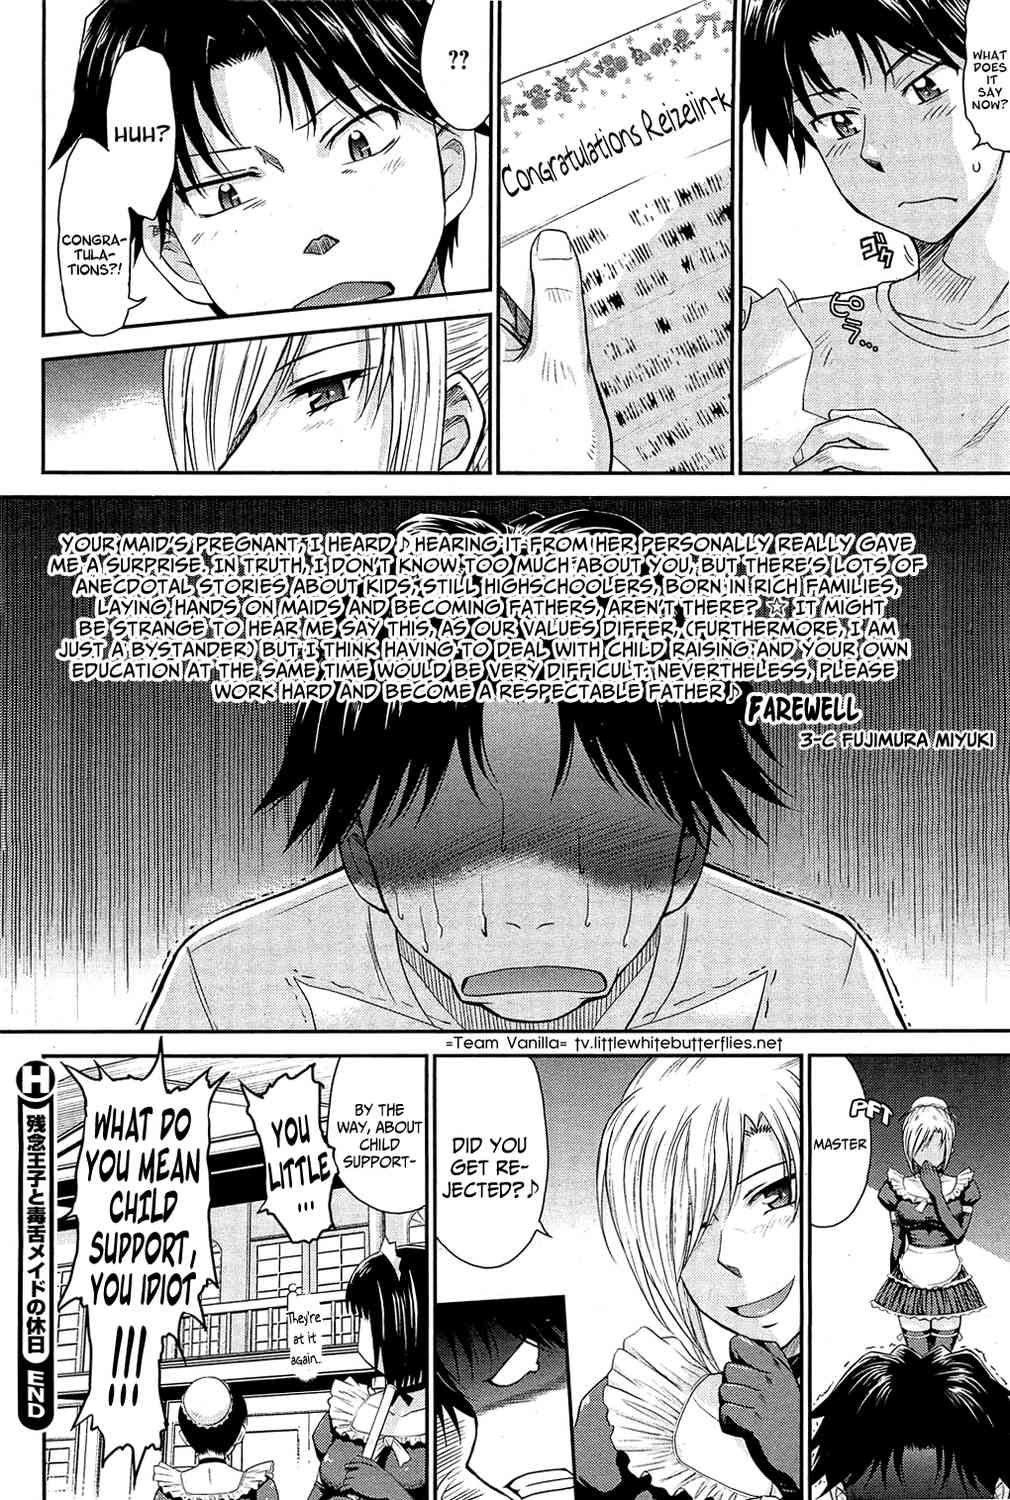 WHAT
DOES
IT
SAY
NOW?
ゴク
ピラ…
Congratulations Reizeiin-k
??
HUH?
CONGRA-
TULA-
TIONS?!
YOUR MAID'S PREGNANT, I HEARD♪ HEARING IT FROM HER PERSONALLY REALLY GAVE
ME A SURPRISE. IN TRUTH, I DON'T KNOW TOO MUCH ABOUT YOU, BUT THERE'S LOTS OF
ANECDOTAL STORIES ABOUT KIDS, STILL HIGHSCHOOLERS, BORN IN RICH FAMILIES,
LAYING HANDS ON MAIDS AND BECOMING FATHERS, AREN'T THERE? ☆ IT MIGHT
BE STRANGE TO HEAR ME SAY THIS, AS OUR VALUES DIFFER, (FURTHERMORE, I AM
JUST A BYSTANDER) BUT I THINK HAVING TO DEAL WITH CHILD RAISING AND YOUR OWN
EDUCATION AT THE SAME TIME WOULD BE VERY DIFFICULT. NEVERTHELESS, PLEASE
WORK HARD AND BECOME A RESPECTABLE FATHER♪
FAREWELL
3-C FUJIMURA MIYUKI
=Team Vanilla= tv.littlewhitebutterflies.net
PFT
MASTER
DID YOU
GET RE-
JECTED?♪
BY THE
WAY, ABOUT
CHILD
SUPPORT-
YOU
LITTLE
...
They're
at it
again..
WHAT DO
YOU MEAN
CHILD
SUPPORT,
YOU IDIOT
!!!
H 残念王子と毒舌メイドの休日 END